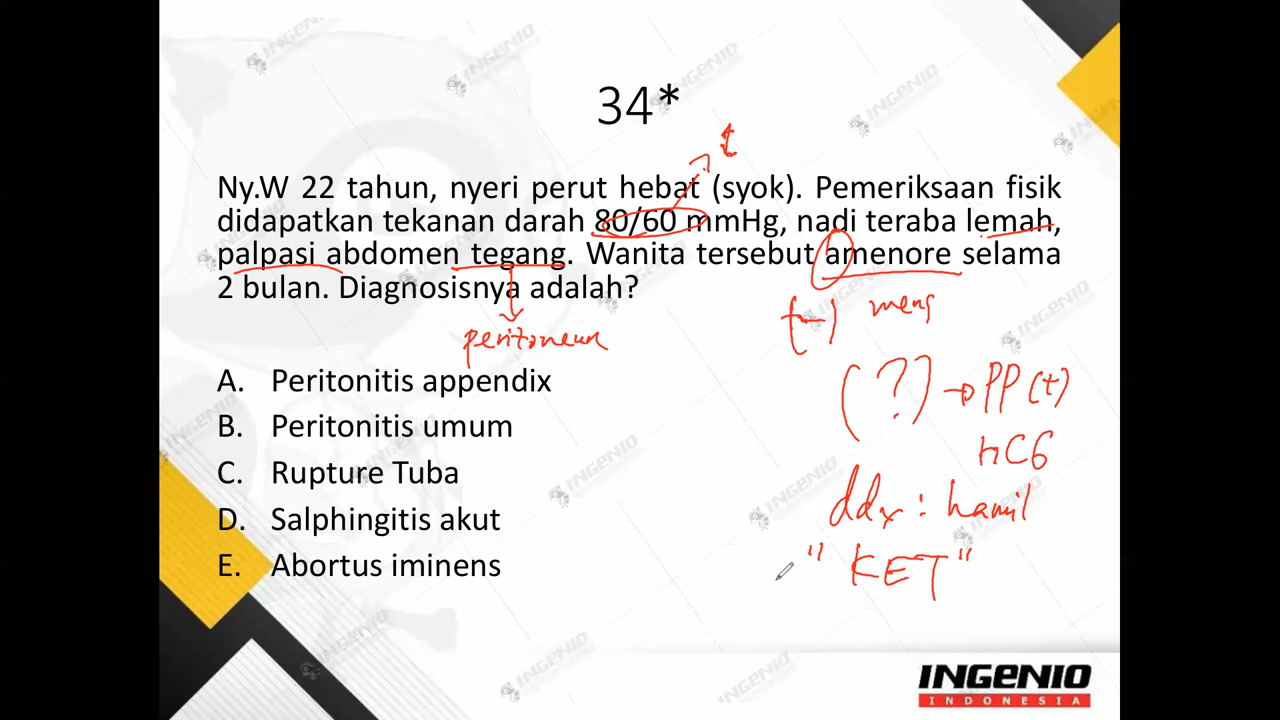 34*
Ny.W 22 tahun, nyeri perut hebat (syok). Pemeriksaan fisik
didapatkan tekanan darah 80/60 mmHg, nadi teraba lemah,
palpasi abdomen tegang. Wanita tersebut amenore selama
2 bulan. Diagnosisnya adalah?
(-) mens
peritoneum
A. Peritonitis appendix
B. Peritonitis umum
C. Rupture Tuba
D. Salphingitis akut
E. Abortus iminens
(?) → PP (+)
hCG
ddx : hamil
"KET"
INGENIO
INDONESIA